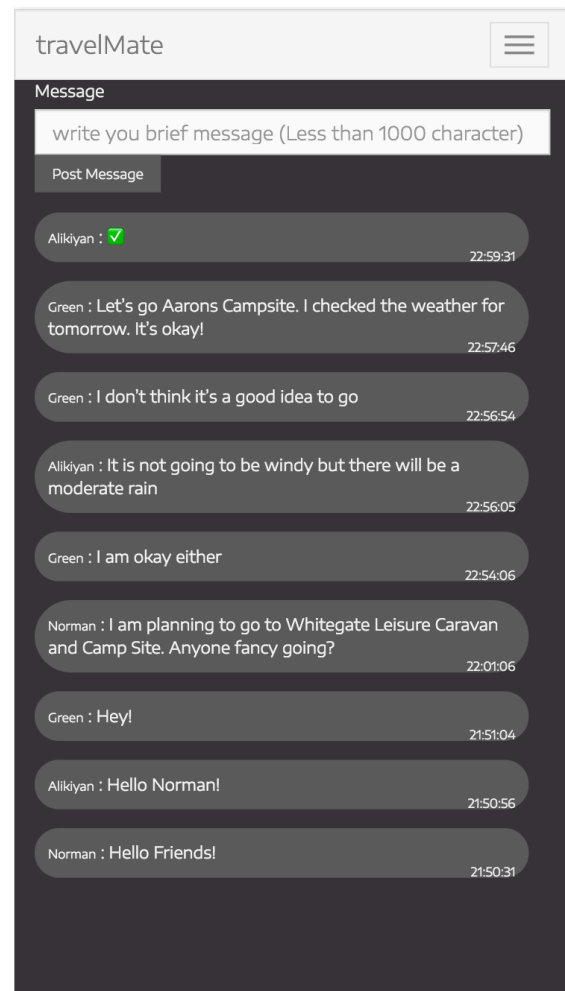 travelMate
Message
write you brief message (Less than 1000 character)
Post Message
Alikiyan : ✅
22:59:31
Green : Let's go Aarons Campsite. I checked the weather for
tomorrow. It's okay!
22:57:46
Green : I don't think it's a good idea to go
22:56:54
Alikiyan : It is not going to be windy but there will be a
moderate rain
22:56:05
Green : I am okay either
22:54:06
Norman : I am planning to go to Whitegate Leisure Caravan
and Camp Site. Anyone fancy going?
22:01:06
Green : Hey!
21:51:04
Alikiyan : Hello Norman!
21:50:56
Norman : Hello Friends!
21:50:31